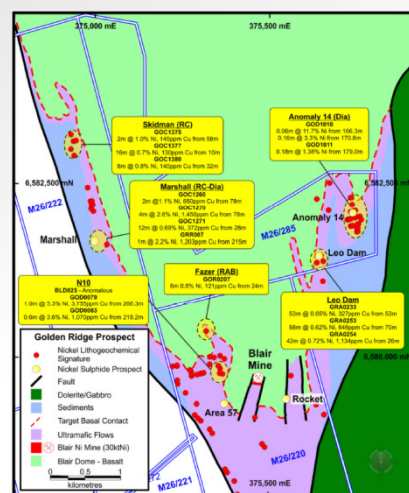 375,000 mE
375,500 mE
Skidman (RC)
GOC1375
2m @ 1.0% Ni, 145ppm Cu from 58m
GOC1377
16m @ 0.7% Ni, 130ppm Cu from 10m
GOC1380
6m @ 0.8% Ni, 140ppm Cu from 32m
Anomaly 14 (Dia)
GOD1010
0.06m @ 11.7% Ni from 166.3m
0.16m @ 3.3% Ni from 170.8m
GOD1011
0.18m @ 1.38% Ni from 179.0m
6,582,500 mN
6,582,500 mN
Marshall (RC-Dia)
GOC1260
2m @1.1% Ni, 650ppm Cu from 78m
GOC1270
4m @ 2.6% Ni, 1,450ppm Cu from 78m
GOC1271
12m @ 0.69% Ni, 372ppm Cu from 28m
GRR007
1m @ 2.2% Ni, 1,203ppm Cu from 215m
M26/222
M26/285
Anomaly 14
Marshall
Leo Dam
N10
BLD025 - Anomalous
GOD0079
1.0m @ 5.3% Ni, 3,735ppm Cu from 266.3m
GOD0083
0.6m @ 3.6% Ni, 1,070ppm Cu from 218.2m
Fazer (RAB)
GOR0207
6m 0.8% Ni, 121ppm Cu from 24m
Leo Dam
GRA0233
53m @ 0.65% Ni, 327ppm Cu from 53m
GRA0253
58m @ 0.62% Ni, 646ppm Cu from 70m
GRA0254
42m @ 0.72% Ni, 1,134ppm Cu from 26m
Golden Ridge Prospect
Nickel Lithogeochemical
Signature
Nickel Sulphide Prospect
Fault
Dolerite/Gabbro
Sediments
Target Basal Contact
Ultramafic Flows
Blair Ni Mine (30ktNi)
Blair Dome - Basalt
0 0.5 1
kilometres
Blair
Mine
6,580,000 mN
Area 57
Rocket
M26/220
M26/221
375,500 mE